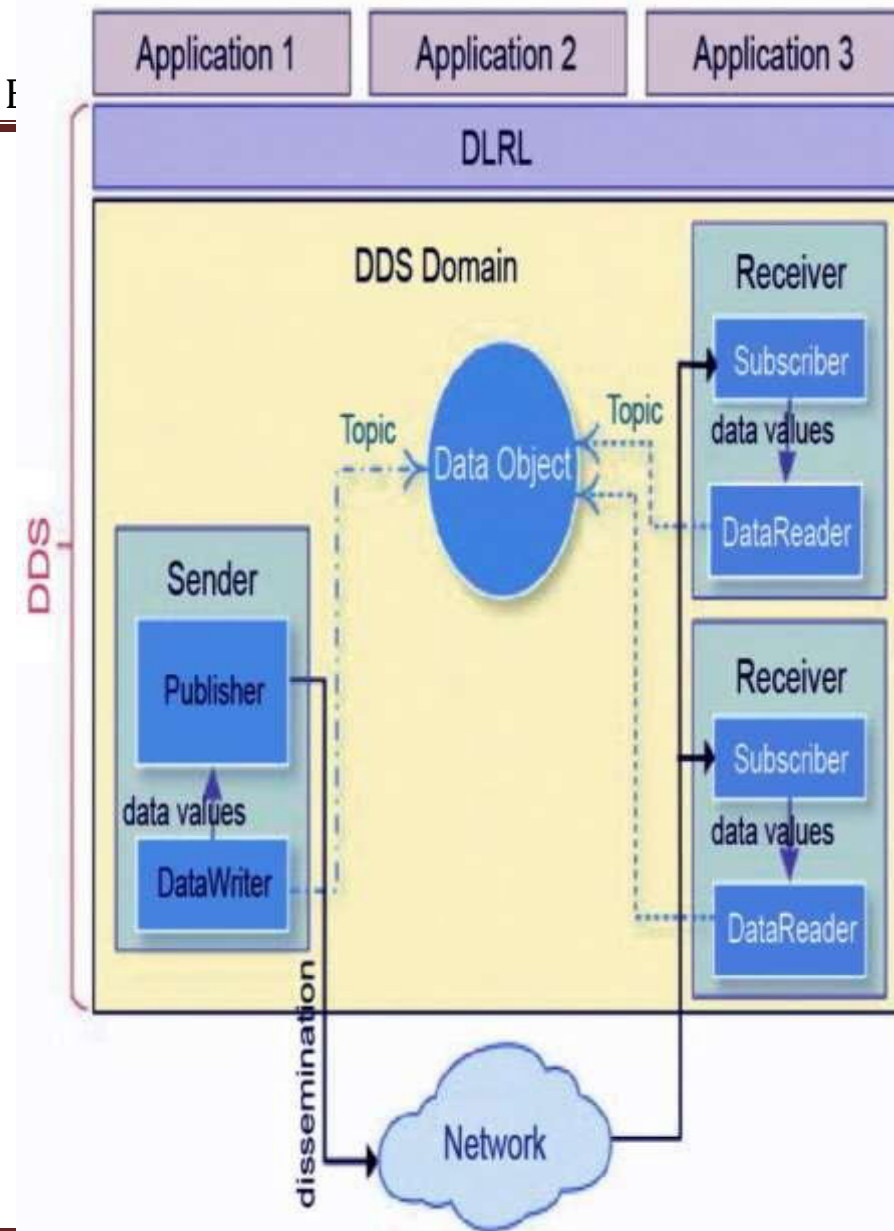 Application 1
Application 2
Application 3
DLRL
DDS
DDS Domain
Receiver
Subscriber
data values
DataReader
Topic
Topic
Data Object
Sender
Publisher
data values
DataWriter
Receiver
Subscriber
data values
DataReader
dissemination
Network